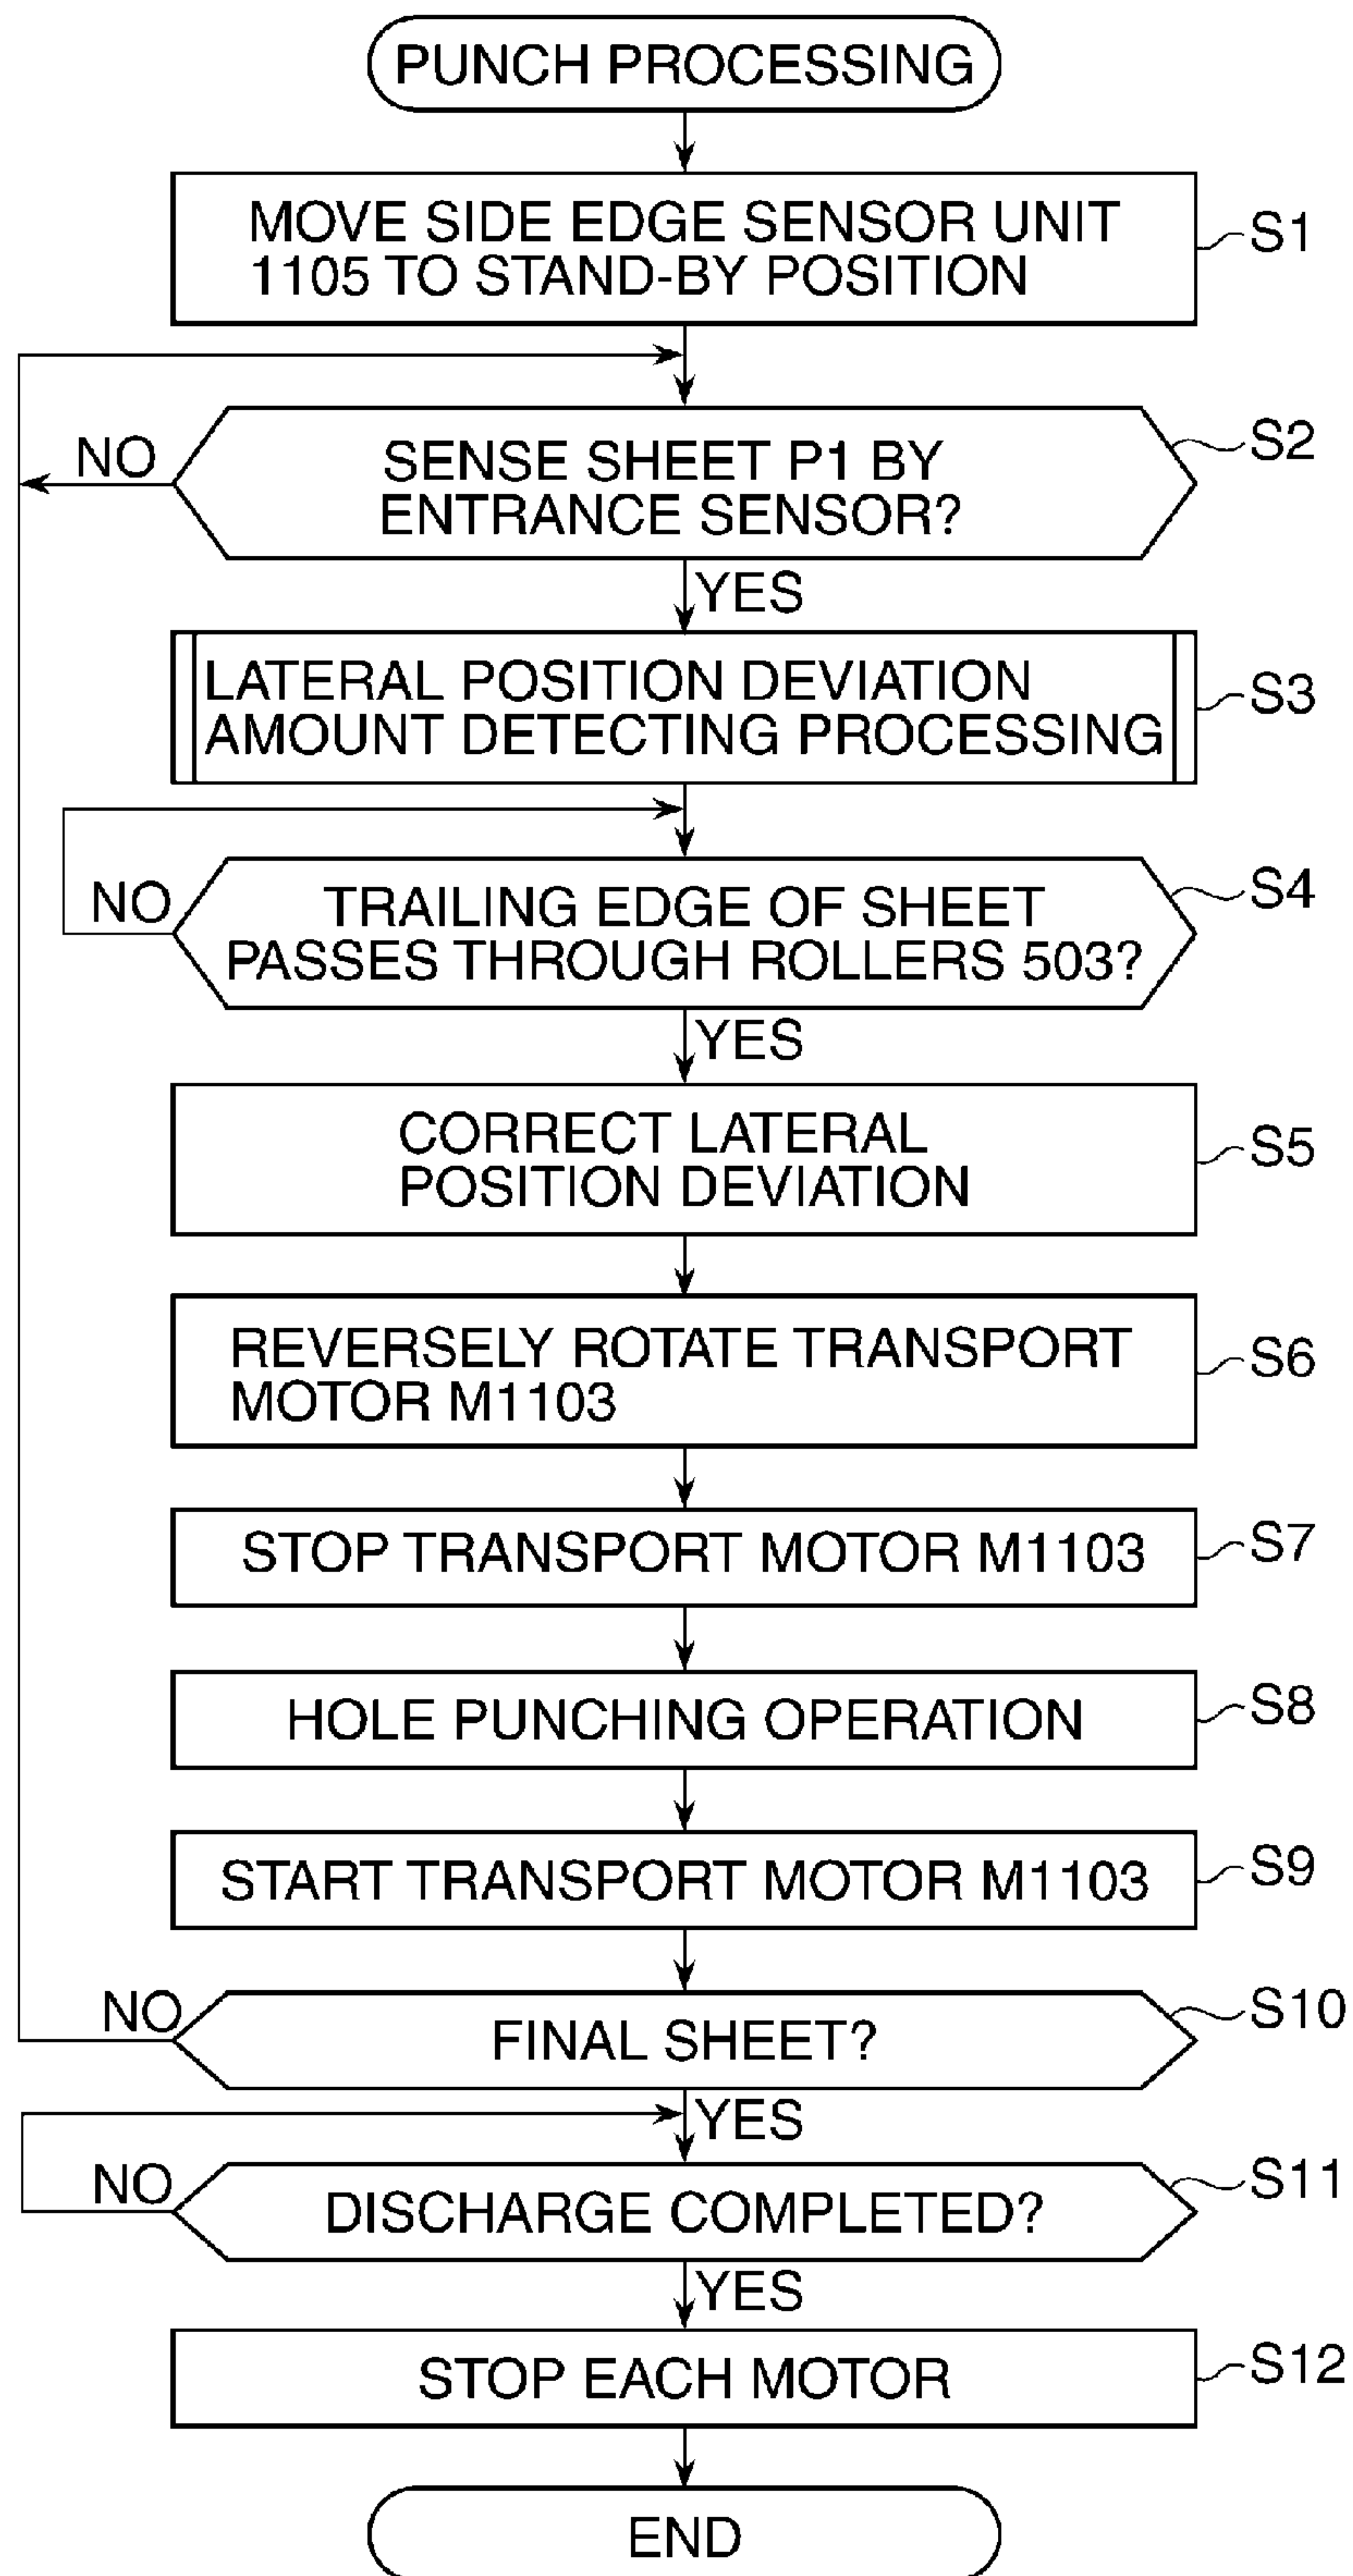 PUNCH PROCESSING
MOVE SIDE EDGE SENSOR UNIT
1105 TO STAND-BY POSITION
S1
SENSE SHEET P1 BY
ENTRANCE SENSOR?
S2
NO
YES
LATERAL POSITION DEVIATION
AMOUNT DETECTING PROCESSING
S3
TRAILING EDGE OF SHEET
PASSES THROUGH ROLLERS 503?
S4
NO
YES
CORRECT LATERAL
POSITION DEVIATION
S5
REVERSELY ROTATE TRANSPORT
MOTOR M1103
S6
STOP TRANSPORT MOTOR M1103
S7
HOLE PUNCHING OPERATION
S8
START TRANSPORT MOTOR M1103
S9
FINAL SHEET?
S10
NO
YES
DISCHARGE COMPLETED?
S11
NO
YES
STOP EACH MOTOR
S12
END